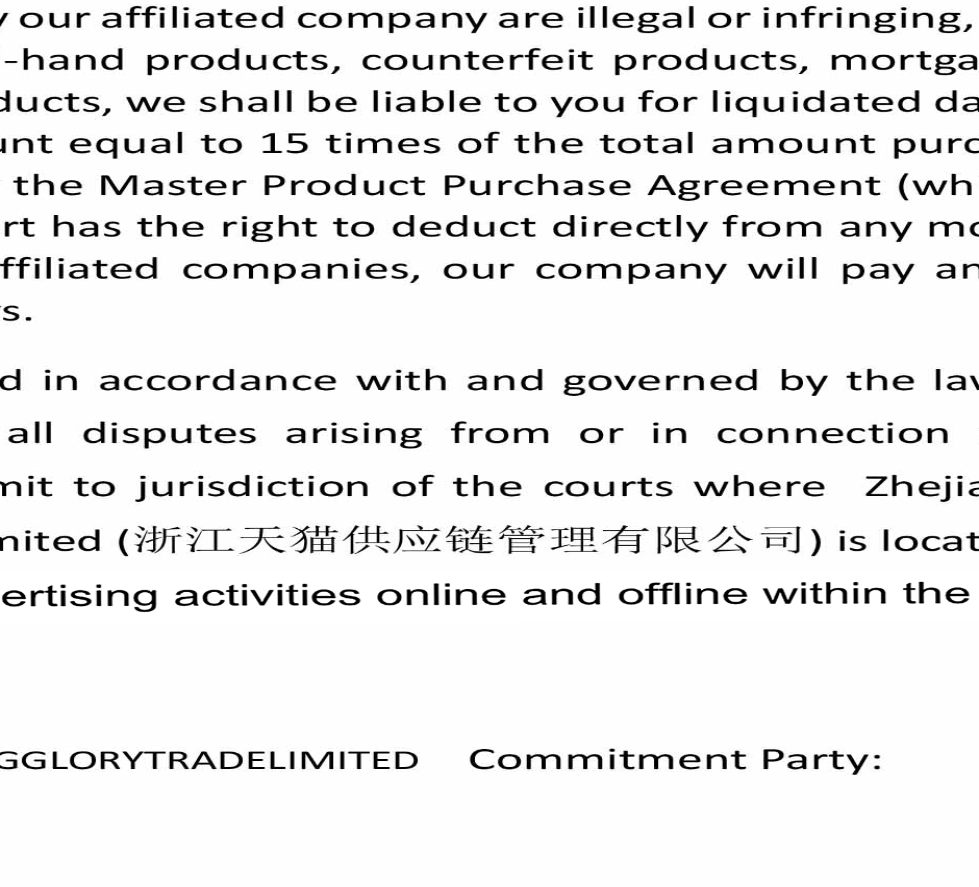 our affiliated company are illegal or infringing,
-hand products, counterfeit products, mortga
ducts, we shall be liable to you for liquidated da
unt equal to 15 times of the total amount purc
the Master Product Purchase Agreement (wh
rt has the right to deduct directly from any mo
ffiliated companies, our company will pay an
s.
d in accordance with and governed by the law
all disputes arising from or in connection
mit to jurisdiction of the courts where Zhejia
mited (浙江天猫供应链管理有限公司) is locat
ertising activities online and offline within the
GGLORYTRADELIMITED Commitment Party: